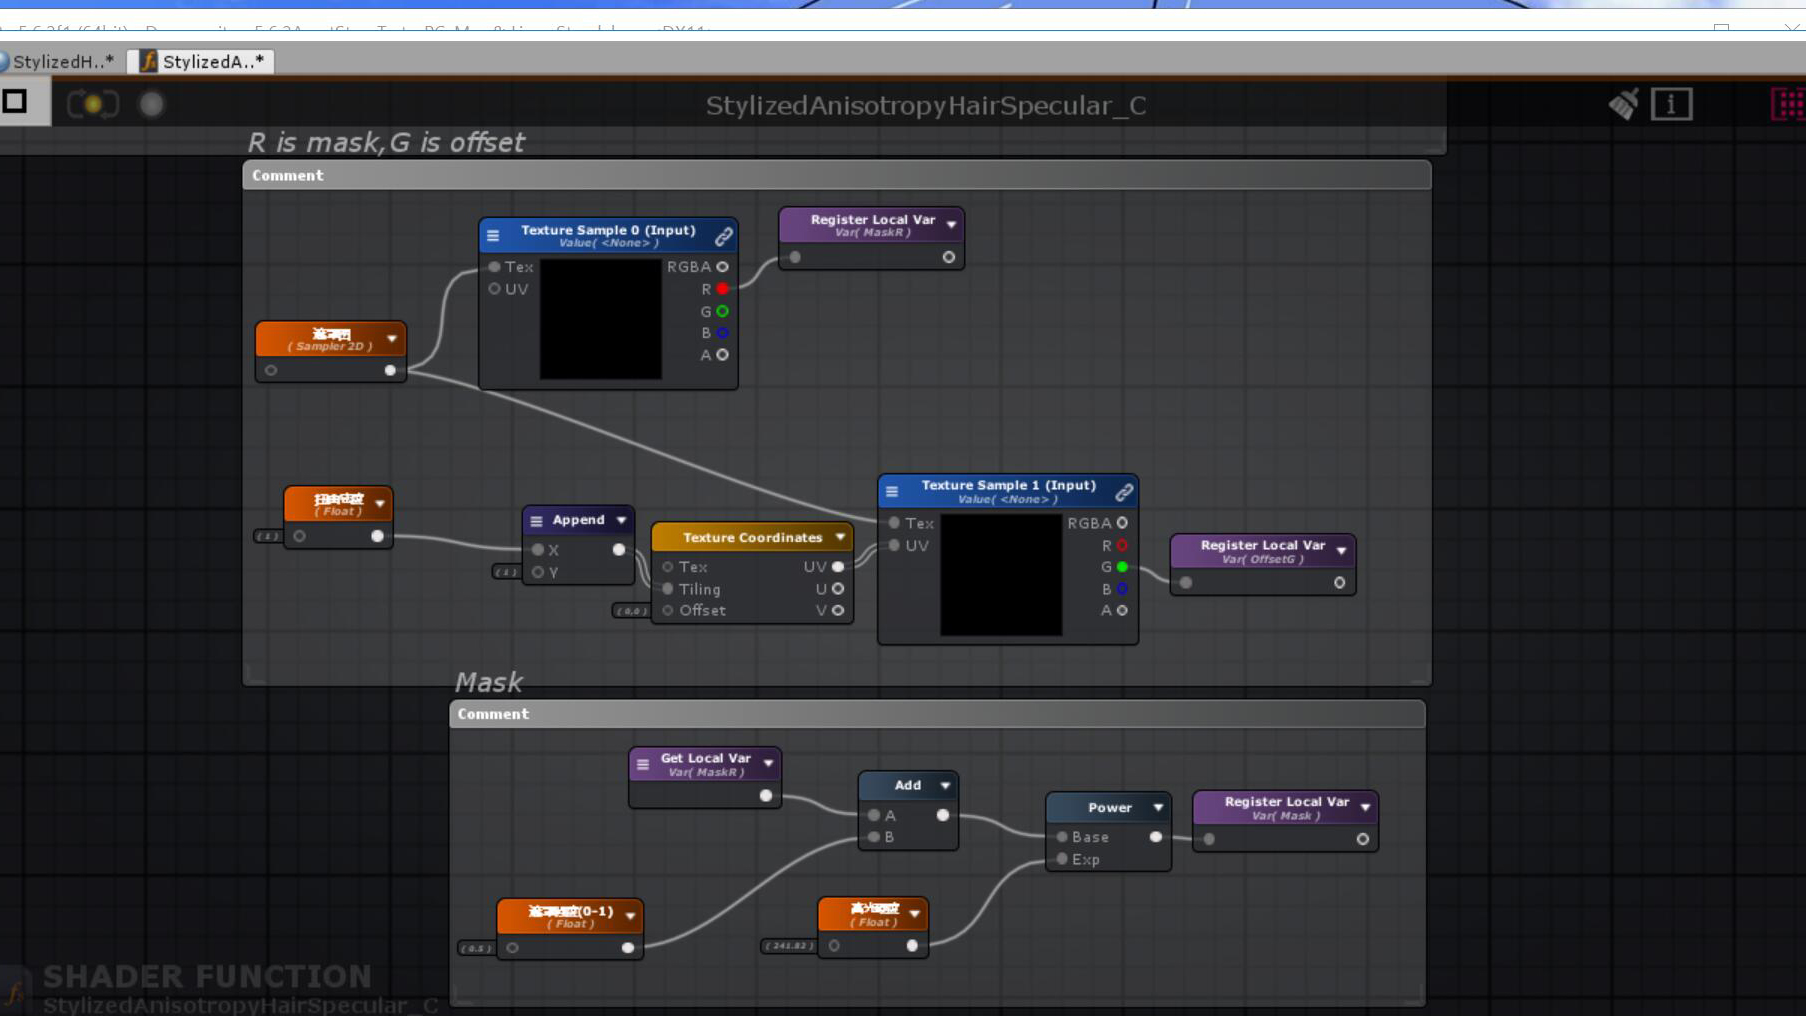 StylizedH..*
StylizedA..*
StylizedAnisotropyHairSpecular_C
R is mask,G is offset
Comment
Texture Sample 0 (Input)
Value( <None> )
Tex
RGBA
UV
R
G
B
A
Register Local Var
Var( MaskR )
( Sampler 2D )
( Float )
( 1 )
Append
X
Y
( 1 )
Texture Coordinates
Tex
UV
Tiling
U
Offset
V
( 0,0 )
Texture Sample 1 (Input)
Value( <None> )
Tex
RGBA
UV
R
G
B
A
Register Local Var
Var( OffsetG )
Mask
Comment
Get Local Var
Var( MaskR )
Add
A
B
Power
Base
Exp
Register Local Var
Var( Mask )
(0-1)
( Float )
( 0.5 )
( Float )
( 241.82 )
SHADER FUNCTION
StylizedAnisotropyHairSpecular_C